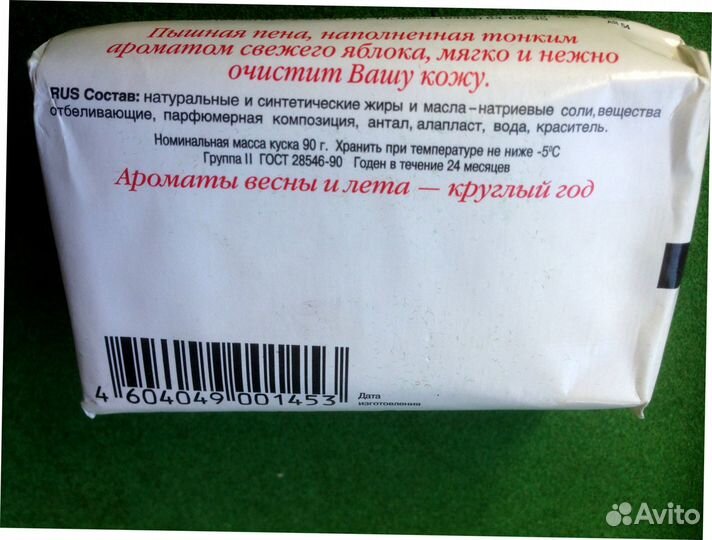 Пышная пена, наполненная тонким
ароматом свежего яблока, мягко и нежно
очистит Вашу кожу.
RUS Состав: натуральные и синтетические жиры и масла – натриевые соли, вещества
отбеливающие, парфюмерная композиция, антал, алапласт, вода, краситель.
Номинальная масса куска 90 г. Хранить при температуре не ниже -5°С
Группа II ГОСТ 28546-90 Годен в течение 24 месяцев
Ароматы весны и лета — круглый год
4 604049 001453
Дата
изготовления
Avito